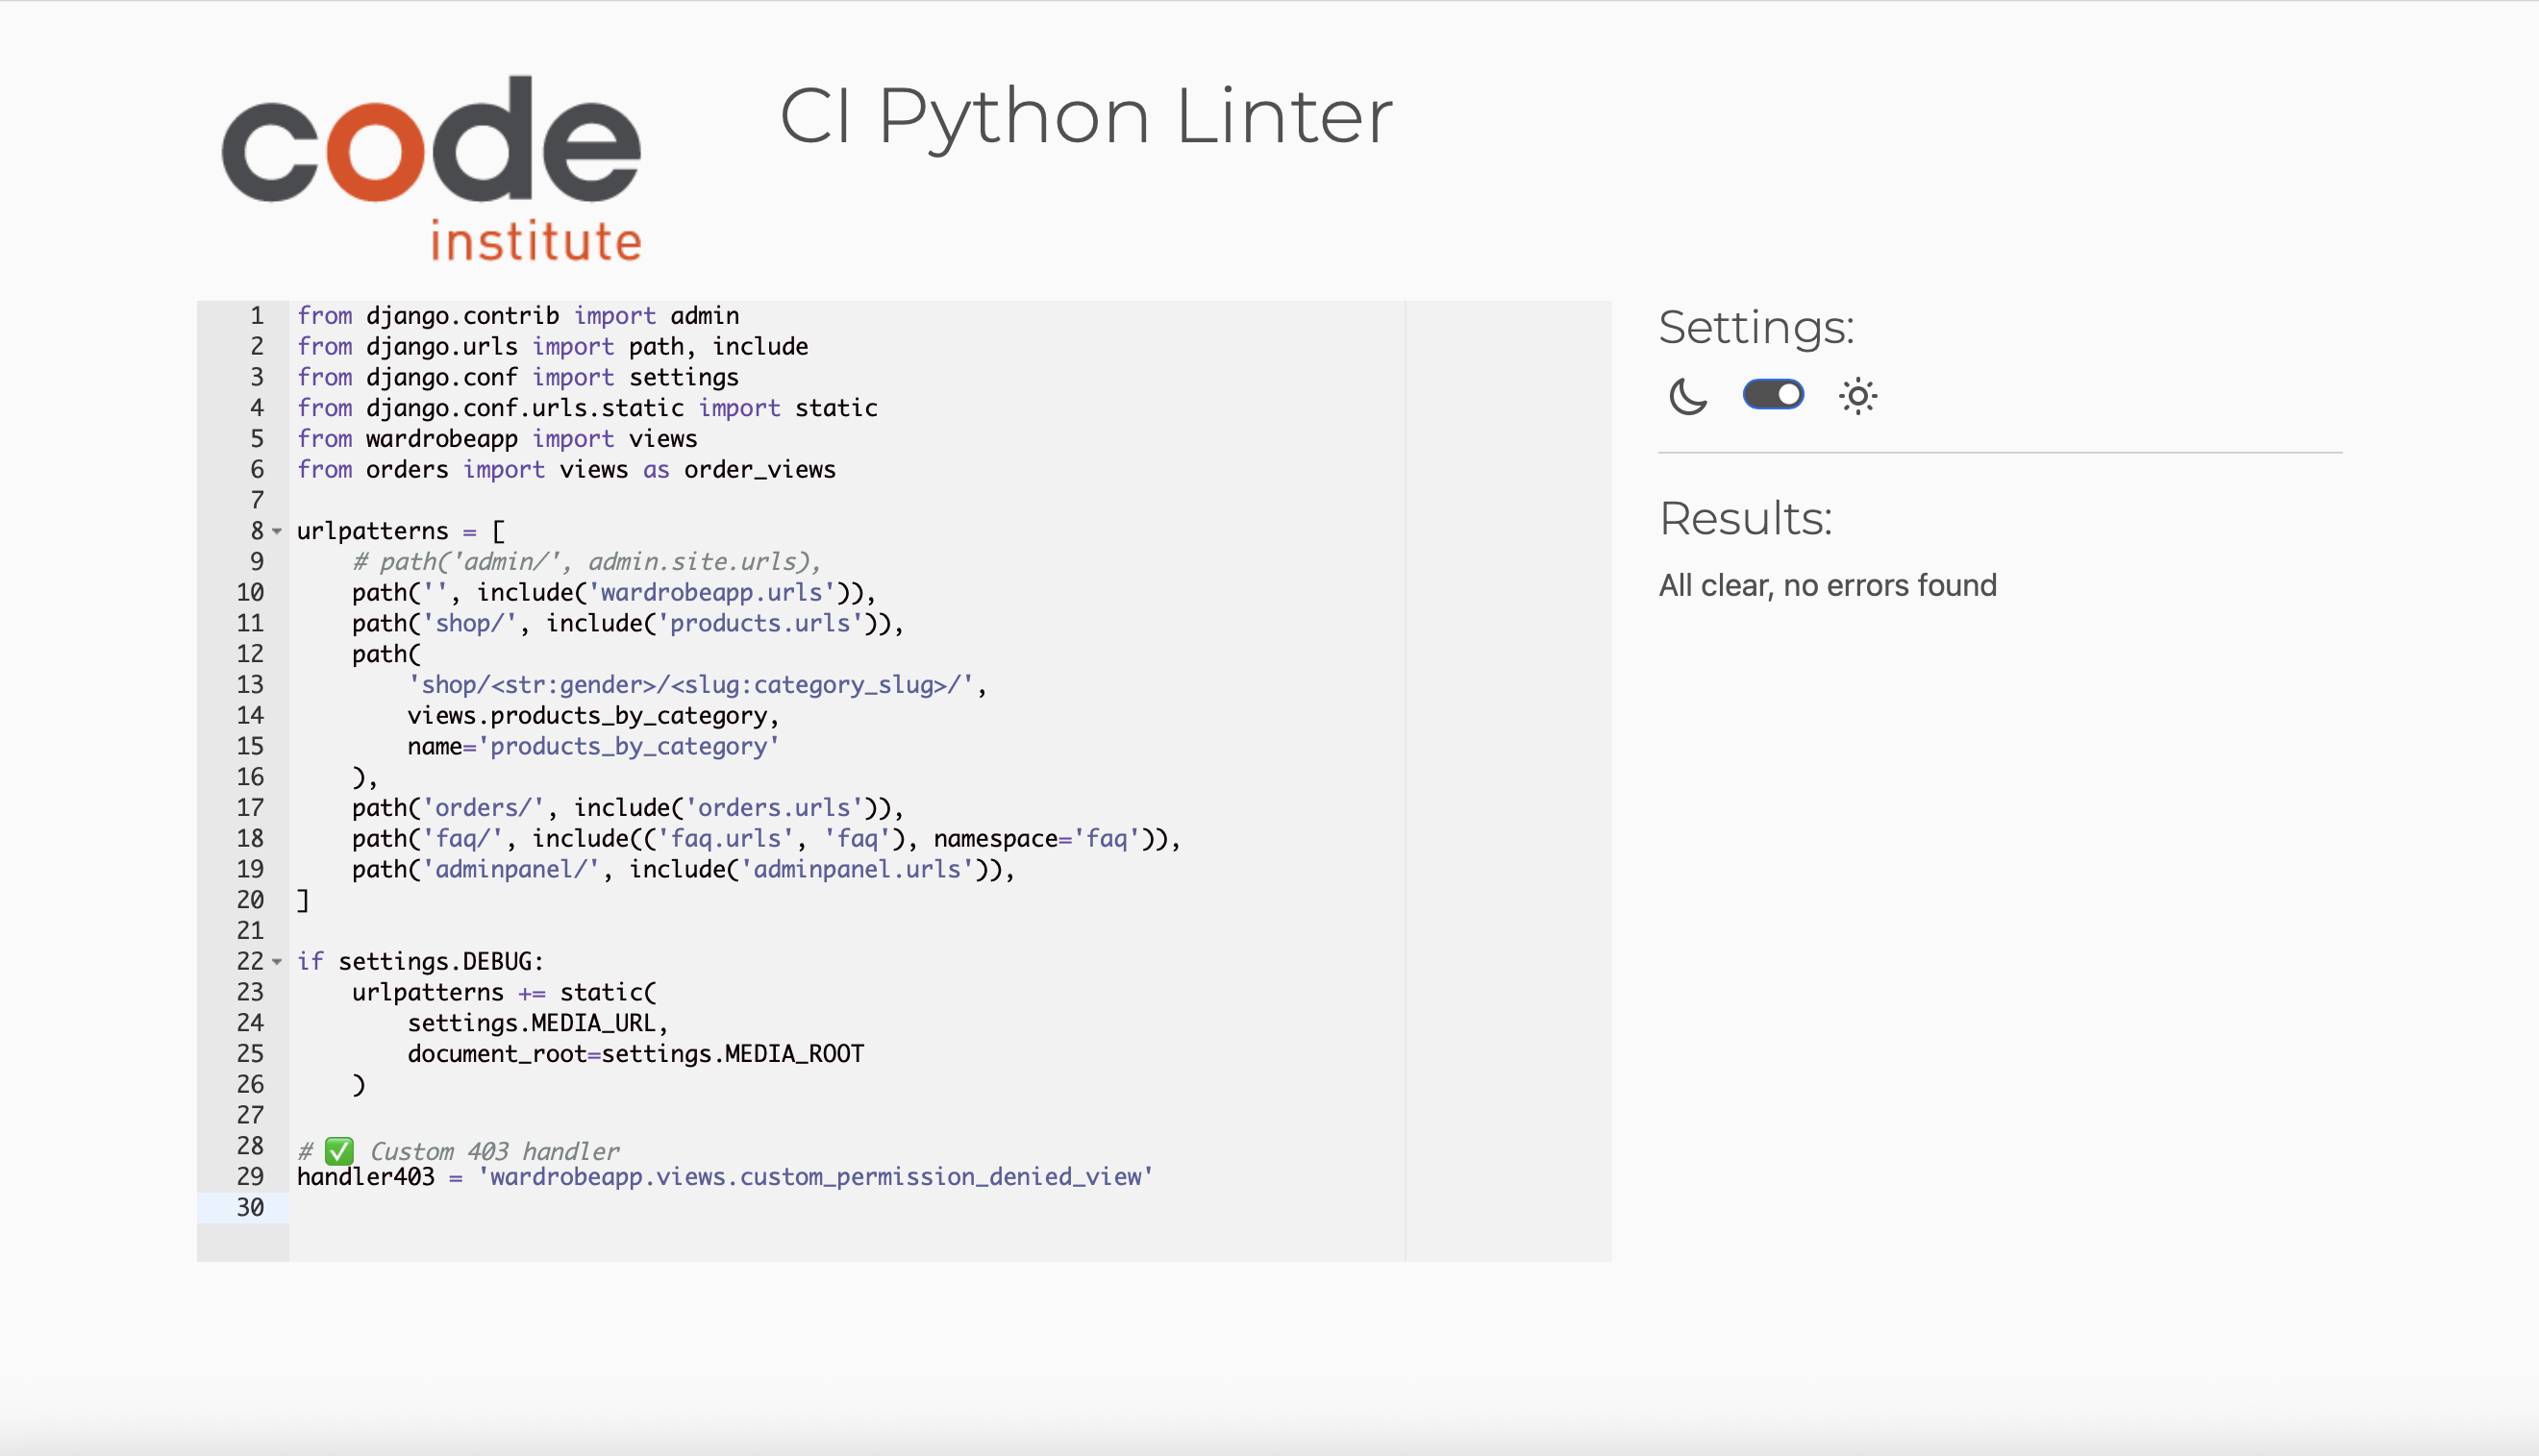 code
institute
CI Python Linter
1 from django.contrib import admin
2 from django.urls import path, include
3 from django.conf import settings
4 from django.conf.urls.static import static
5 from wardrobeapp import views
6 from orders import views as order_views
7
8 urlpatterns = [
9     # path('admin/', admin.site.urls),
10     path('', include('wardrobeapp.urls')),
11     path('shop/', include('products.urls')),
12     path(
13         'shop/<str:gender>/<slug:category_slug>/',
14         views.products_by_category,
15         name='products_by_category'
16     ),
17     path('orders/', include('orders.urls')),
18     path('faq/', include(('faq.urls', 'faq'), namespace='faq')),
19     path('adminpanel/', include('adminpanel.urls')),
20 ]
21
22 if settings.DEBUG:
23     urlpatterns += static(
24         settings.MEDIA_URL,
25         document_root=settings.MEDIA_ROOT
26     )
27
28 # ✅ Custom 403 handler
29 handler403 = 'wardrobeapp.views.custom_permission_denied_view'
30
Settings:
Results:
All clear, no errors found